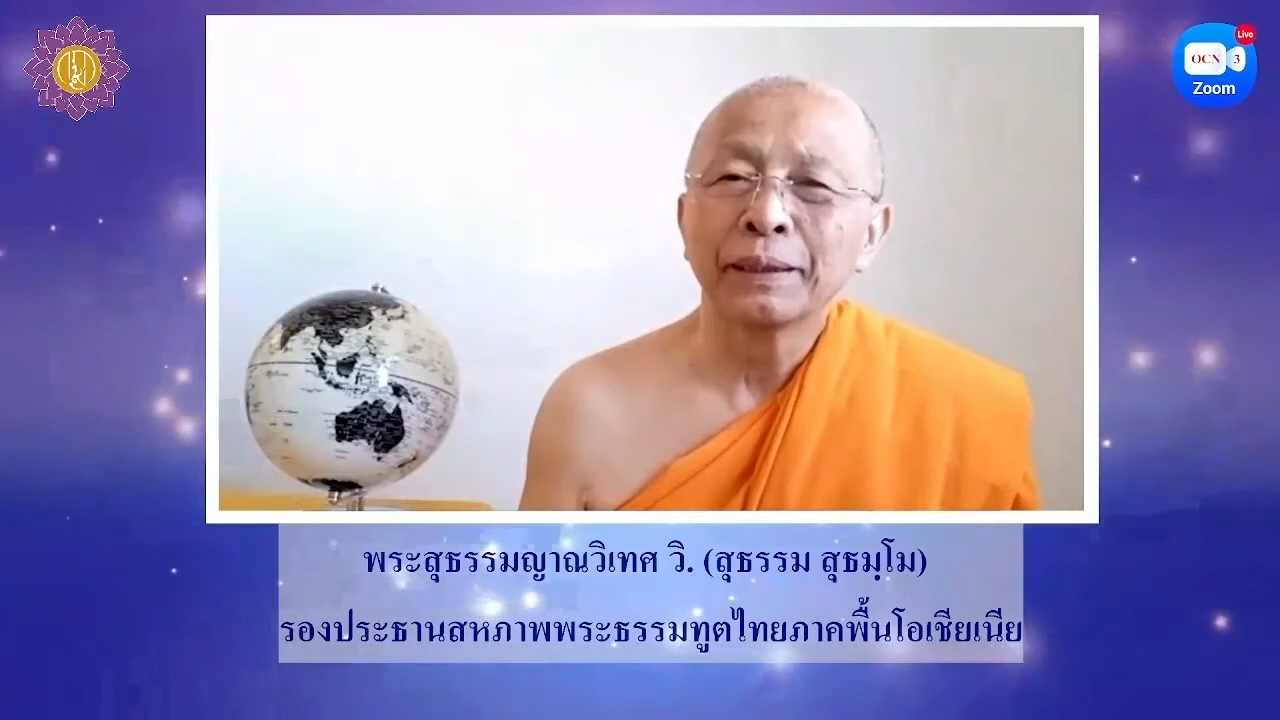 Live
OCN 3
Zoom
พระสุธรรมญาณวิเทศ วิ. (สุธรรม สุธมฺโม)
รองประธานสหภาพพระธรรมทูตไทยภาคพื้นโอเชียเนีย